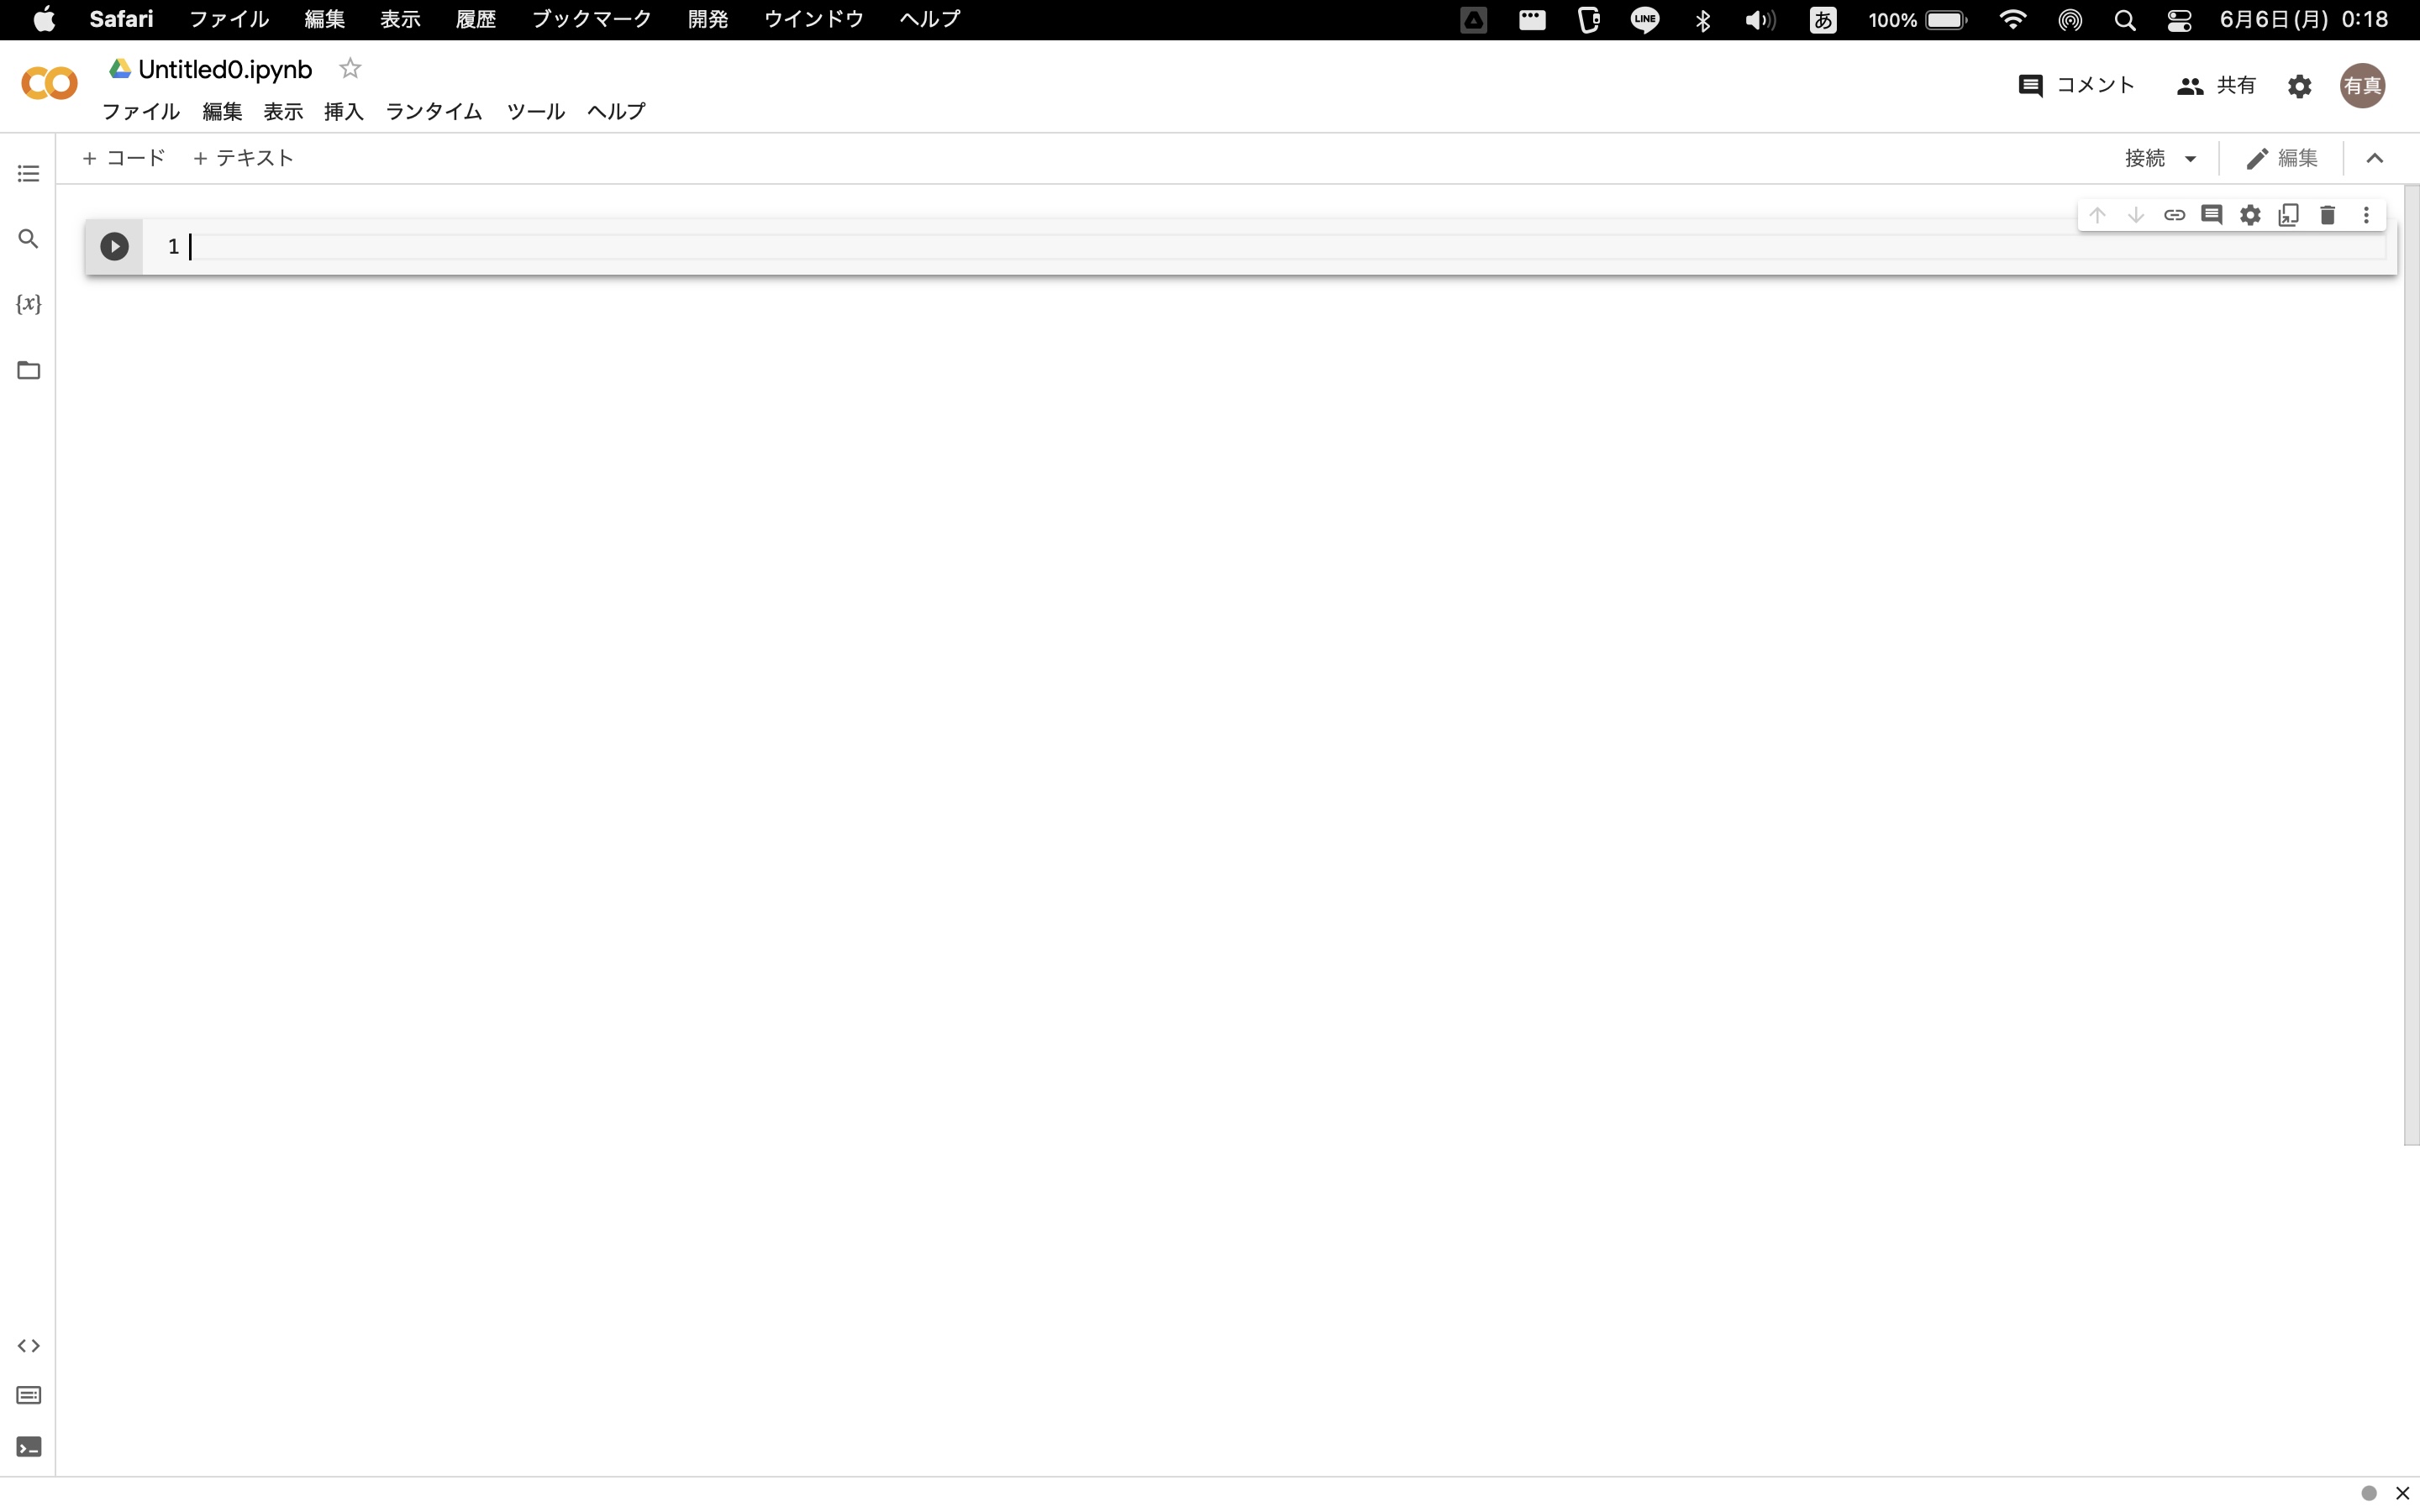 Safari ファイル 編集 表示 履歴 ブックマーク 開発 ウインドウ ヘルプ LINE あ 100% 6月6日(月) 0:18
Untitled0.ipynb
コメント 共有 有真
ファイル 編集 表示 挿入 ランタイム ツール ヘルプ
+ コード + テキスト 接続 編集
1
{x}